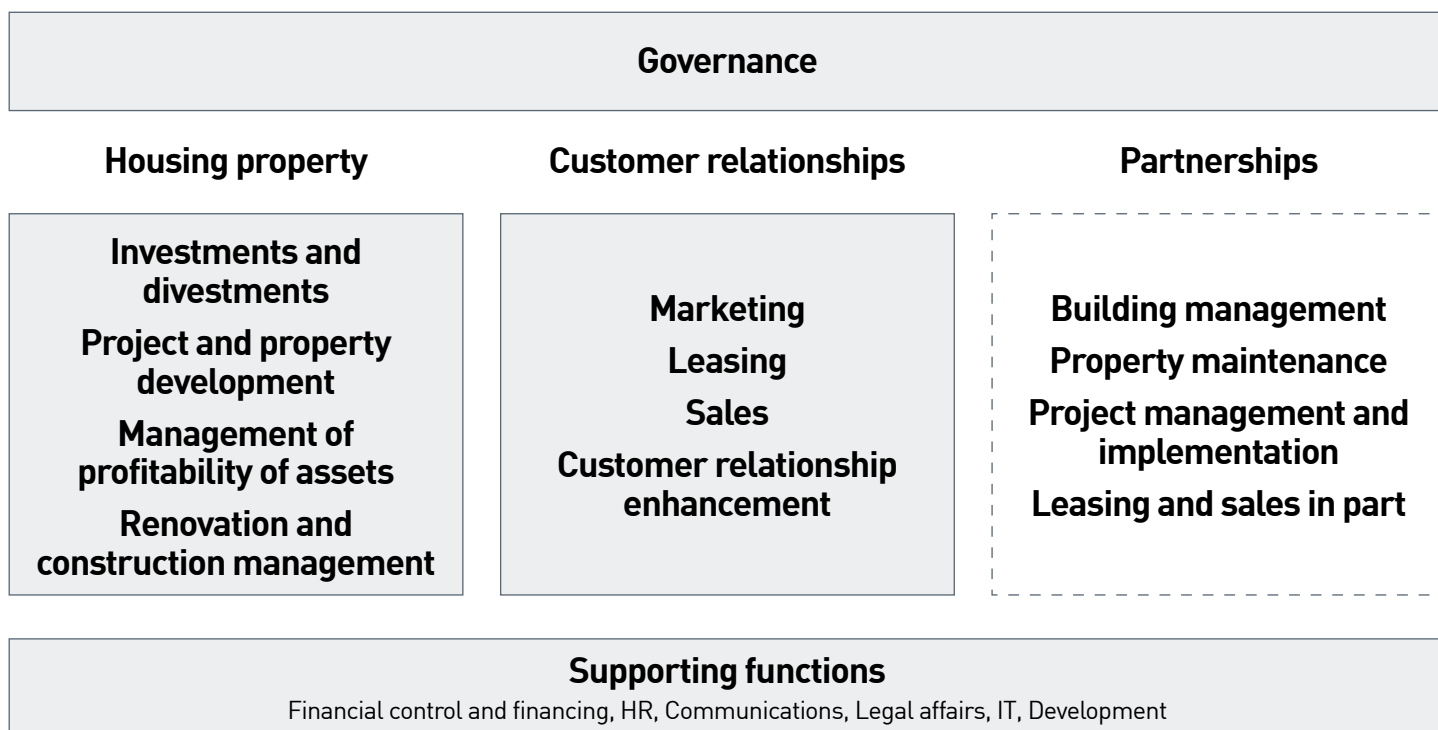 Governance
Housing property
Investments and
divestments
Project and property
development
Management of
profitability of assets
Renovation and
construction management
Customer relationships
Marketing
Leasing
Sales
Customer relationship
enhancement
Partnerships
Building management
Property maintenance
Project management and
implementation
Leasing and sales in part
Supporting functions
Financial control and financing, HR, Communications, Legal affairs, IT, Development